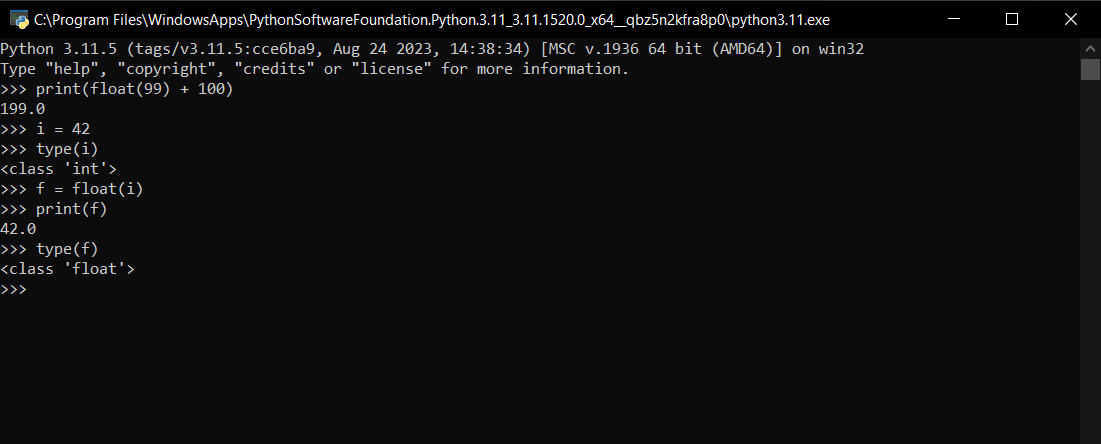 C:\Program Files\WindowsApps\PythonSoftwareFoundation.Python.3.11_3.11.1520.0_x64__qbz5n2kfra8p0\python3.11.exe
Python 3.11.5 (tags/v3.11.5:cce6ba9, Aug 24 2023, 14:38:34) [MSC v.1936 64 bit (AMD64)] on win32
Type "help", "copyright", "credits" or "license" for more information.
>>> print(float(99) + 100)
199.0
>>> i = 42
>>> type(i)
<class 'int'>
>>> f = float(i)
>>> print(f)
42.0
>>> type(f)
<class 'float'>
>>>